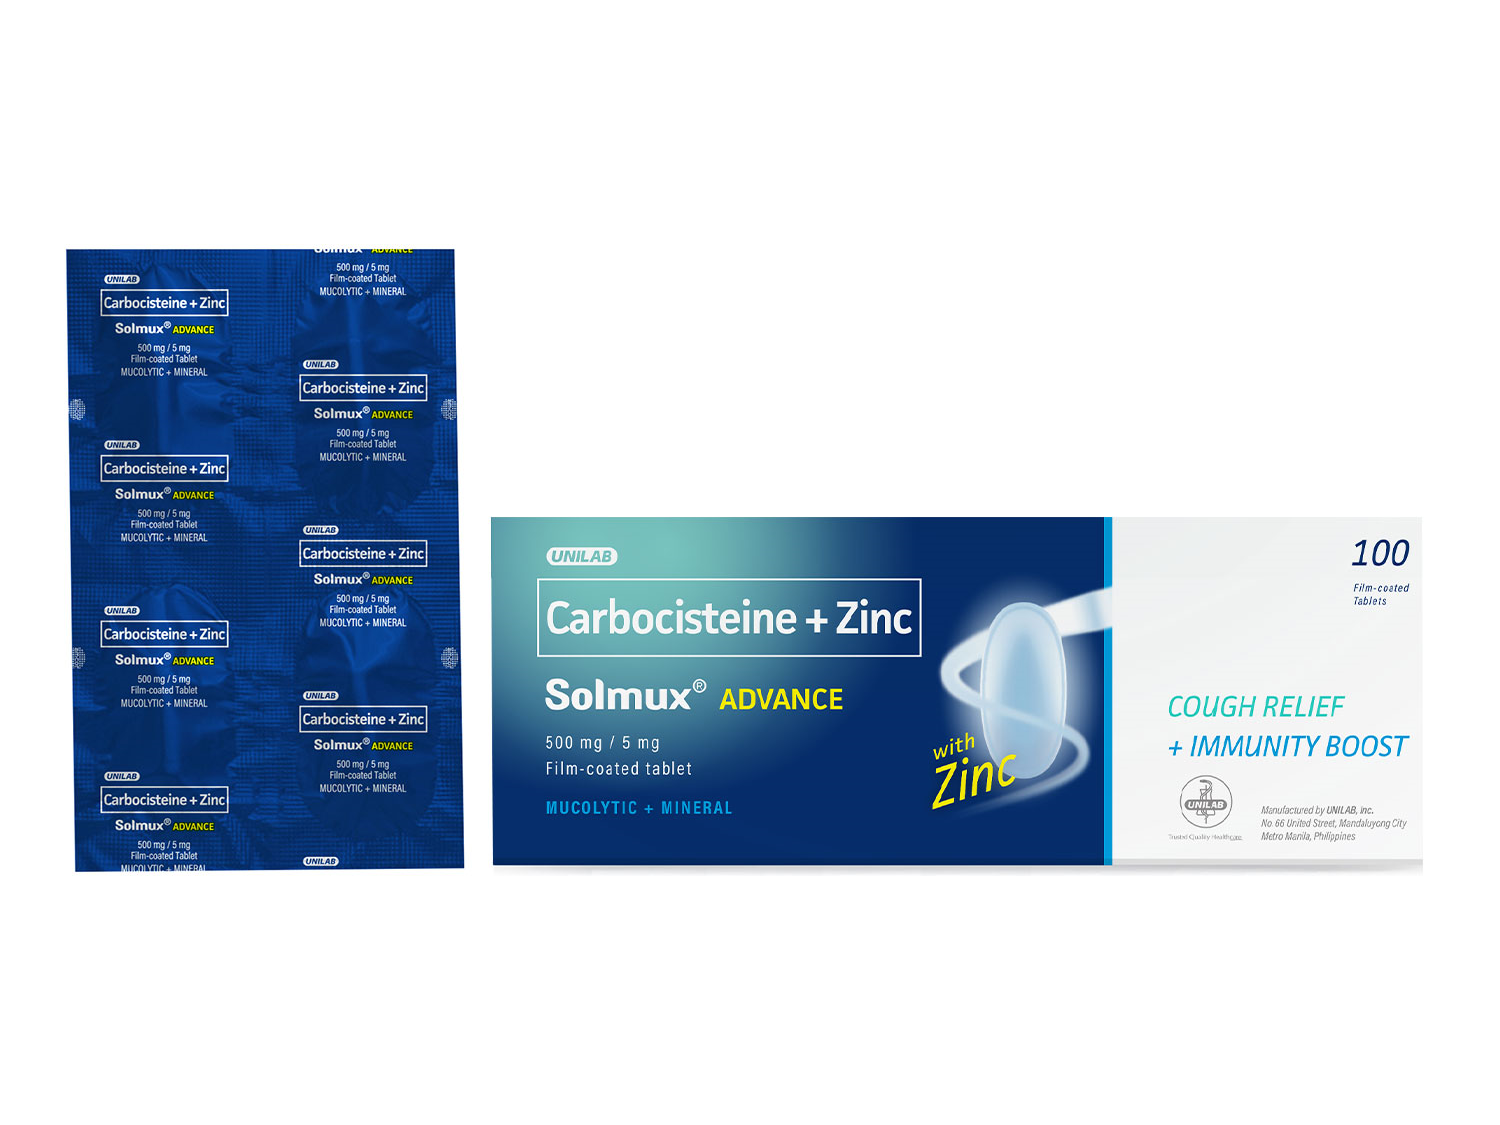 UNILAB
Carbocisteine + Zinc
Solmux® ADVANCE
500 mg / 5 mg
Film-coated Tablet
MUCOLYTIC + MINERAL
UNILAB
Carbocisteine + Zinc
Solmux® ADVANCE
500 mg / 5 mg
Film-coated Tablet
MUCOLYTIC + MINERAL
UNILAB
Carbocisteine + Zinc
Solmux® ADVANCE
500 mg / 5 mg
Film-coated Tablet
MUCOLYTIC + MINERAL
UNILAB
Carbocisteine + Zinc
Solmux® ADVANCE
500 mg / 5 mg
Film-coated Tablet
MUCOLYTIC + MINERAL
Solmux® ADVANCE
500 mg / 5 mg
Film-coated Tablet
MUCOLYTIC + MINERAL
UNILAB
Carbocisteine + Zinc
Solmux® ADVANCE
500 mg / 5 mg
Film-coated Tablet
MUCOLYTIC + MINERAL
UNILAB
Carbocisteine + Zinc
Solmux® ADVANCE
500 mg / 5 mg
Film-coated Tablet
MUCOLYTIC + MINERAL
UNILAB
Carbocisteine + Zinc
Solmux® ADVANCE
500 mg / 5 mg
Film-coated Tablet
MUCOLYTIC + MINERAL
UNILAB
UNILAB
Carbocisteine + Zinc
Solmux® ADVANCE
500 mg / 5 mg
Film-coated tablet
MUCOLYTIC + MINERAL
with
Zinc
100
Film-coated
Tablets
COUGH RELIEF
+ IMMUNITY BOOST
UNILAB
Trusted Quality Healthcare
Manufactured by UNILAB, Inc.
No. 66 United Street, Mandaluyong City
Metro Manila, Philippines